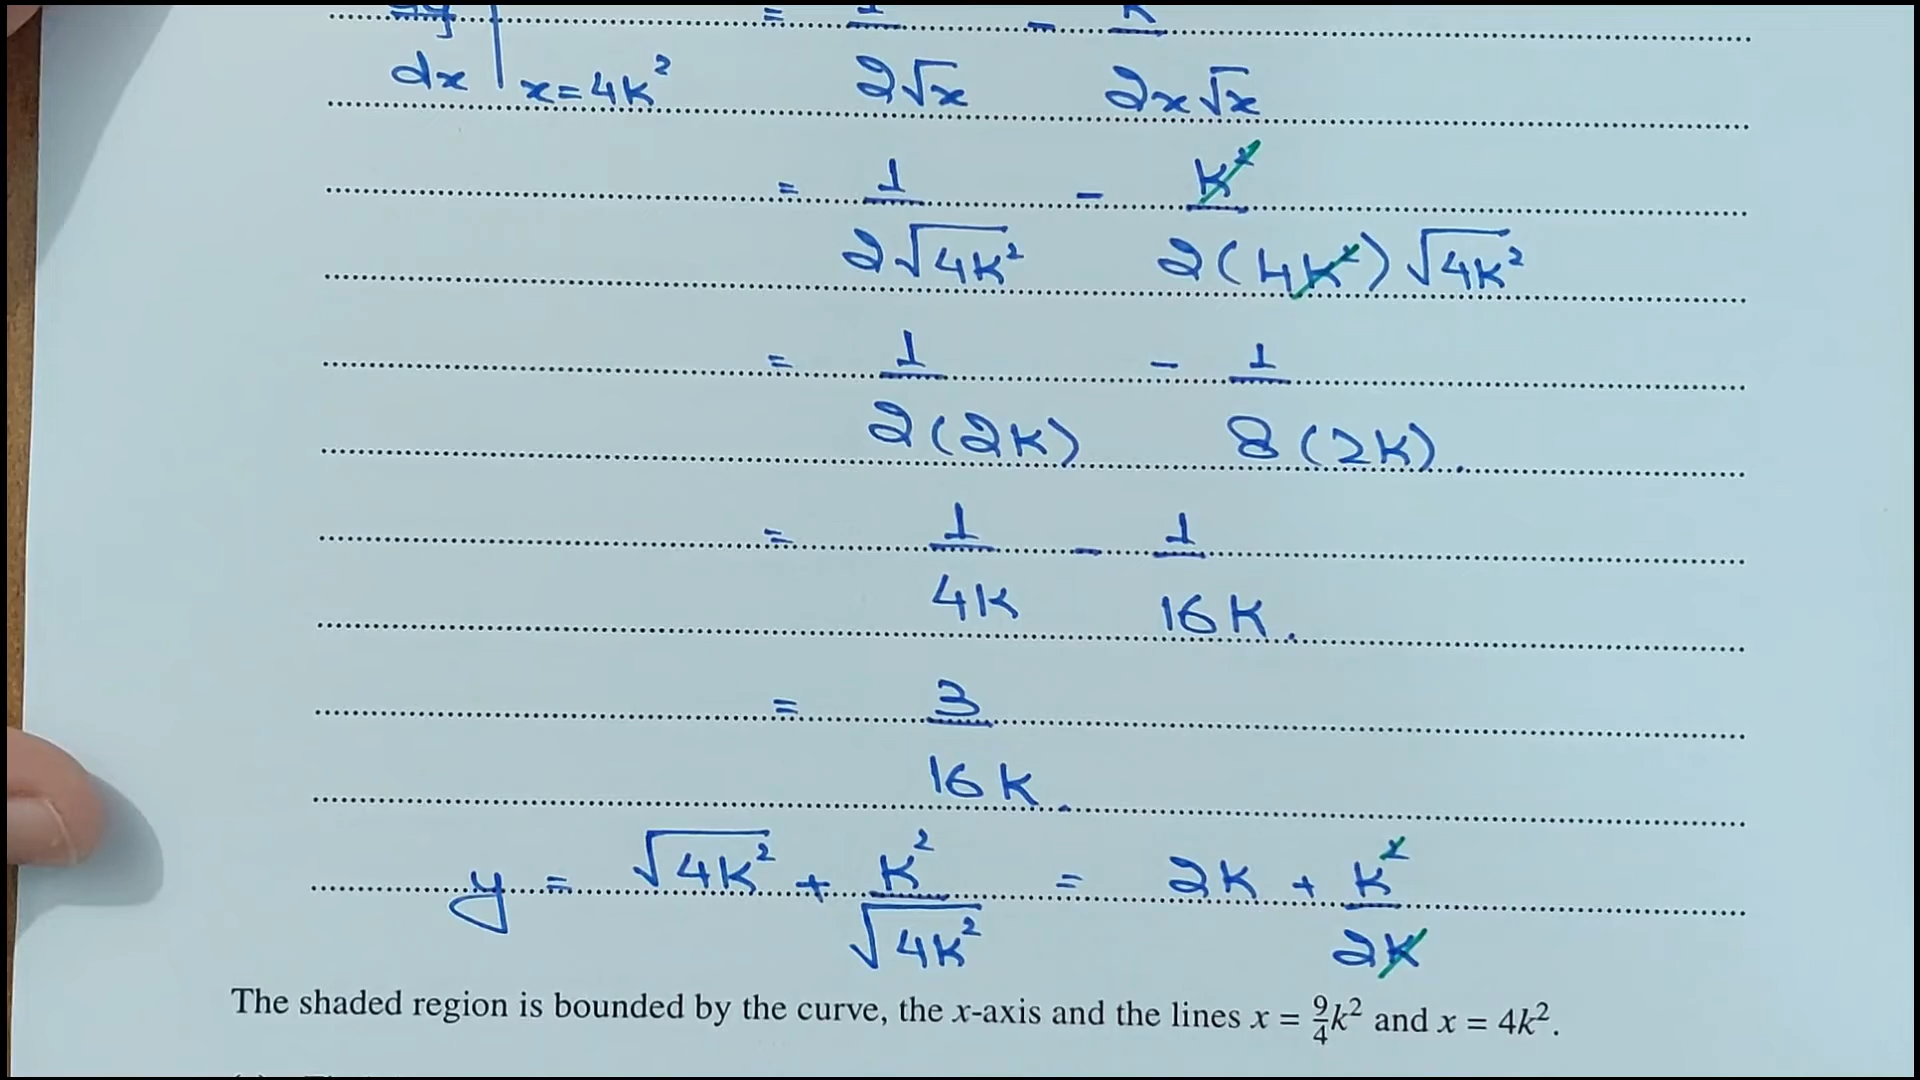 dy/dx | x=4K² = 1/2√x - K²/2x√x
= 1/2√4K² - K²/2(4K²)√4K²
= 1/2(2K) - 1/8(2K).
= 1/4K - 1/16K.
= 3/16K.
y = √4K² + K²/√4K² = 2K + K²/2K
The shaded region is bounded by the curve, the x-axis and the lines x = 9/4k² and x = 4k².